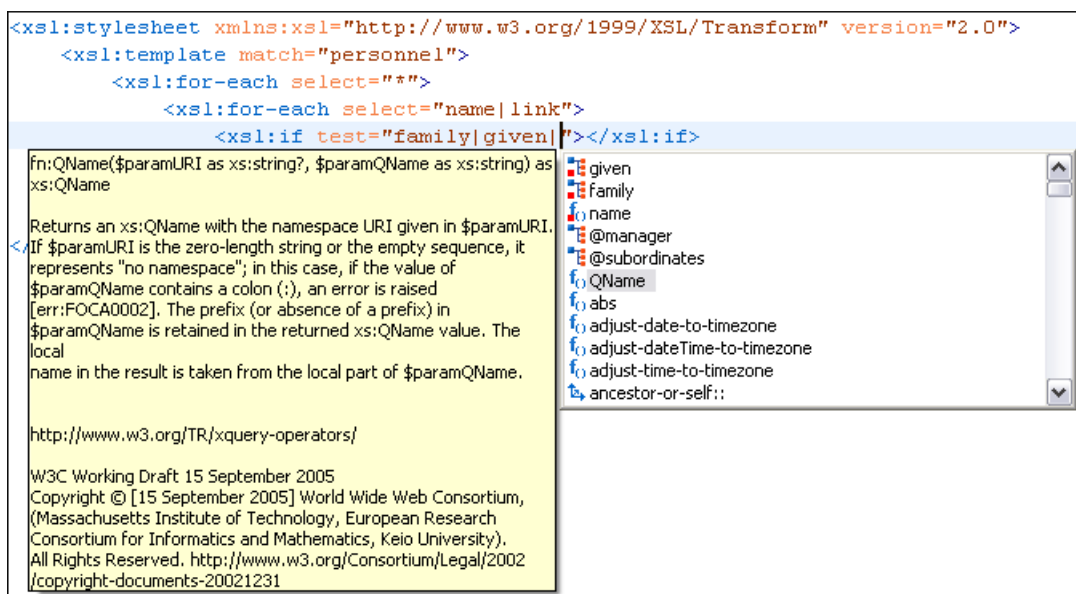 <xsl:stylesheet xmlns:xsl="http://www.w3.org/1999/XSL/Transform" version="2.0">
<xsl:template match="personnel">
<xsl:for-each select="*">
<xsl:for-each select="name|link">
<xsl:if test="family|given|"></xsl:if>
fn:QName($paramURI as xs:string?, $paramQName as xs:string) as
xs:QName
Returns an xs:QName with the namespace URI given in $paramURI.
If $paramURI is the zero-length string or the empty sequence, it
represents "no namespace"; in this case, if the value of
$paramQName contains a colon (:), an error is raised
[err:FOCA0002]. The prefix (or absence of a prefix) in
$paramQName is retained in the returned xs:QName value. The
local
name in the result is taken from the local part of $paramQName.
http://www.w3.org/TR/xquery-operators/
W3C Working Draft 15 September 2005
Copyright © [15 September 2005] World Wide Web Consortium,
(Massachusetts Institute of Technology, European Research
Consortium for Informatics and Mathematics, Keio University).
All Rights Reserved. http://www.w3.org/Consortium/Legal/2002
/copyright-documents-20021231
</
given
family
f() name
@manager
@subordinates
f() QName
f() abs
f() adjust-date-to-timezone
f() adjust-dateTime-to-timezone
f() adjust-time-to-timezone
ancestor-or-self::